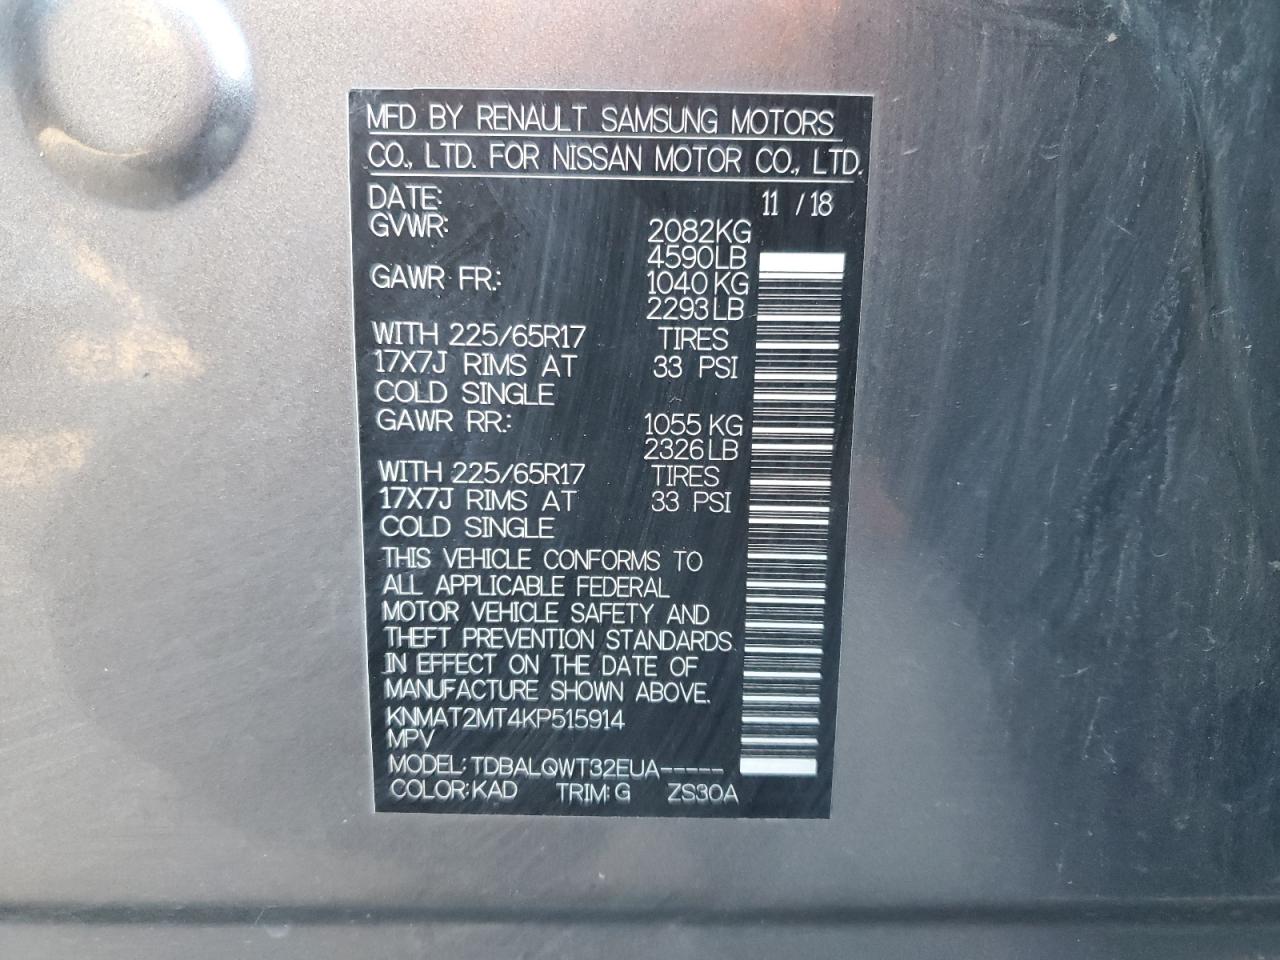 MFD BY RENAULT SAMSUNG MOTORS
CO., LTD. FOR NISSAN MOTOR CO., LTD.
DATE: 11 / 18
GVWR: 2082KG
4590LB
GAWR FR.: 1040 KG
2293LB
WITH 225/65R17 TIRES
17X7J RIMS AT 33 PSI
COLD SINGLE
GAWR RR.: 1055 KG
2326LB
WITH 225/65R17 TIRES
17X7J RIMS AT 33 PSI
COLD SINGLE
THIS VEHICLE CONFORMS TO
ALL APPLICABLE FEDERAL
MOTOR VEHICLE SAFETY AND
THEFT PREVENTION STANDARDS
IN EFFECT ON THE DATE OF
MANUFACTURE SHOWN ABOVE.
KNMAT2MT4KP515914
MPV
MODEL: TDBALQWT32EUA-----
COLOR: KAD TRIM: G ZS30A